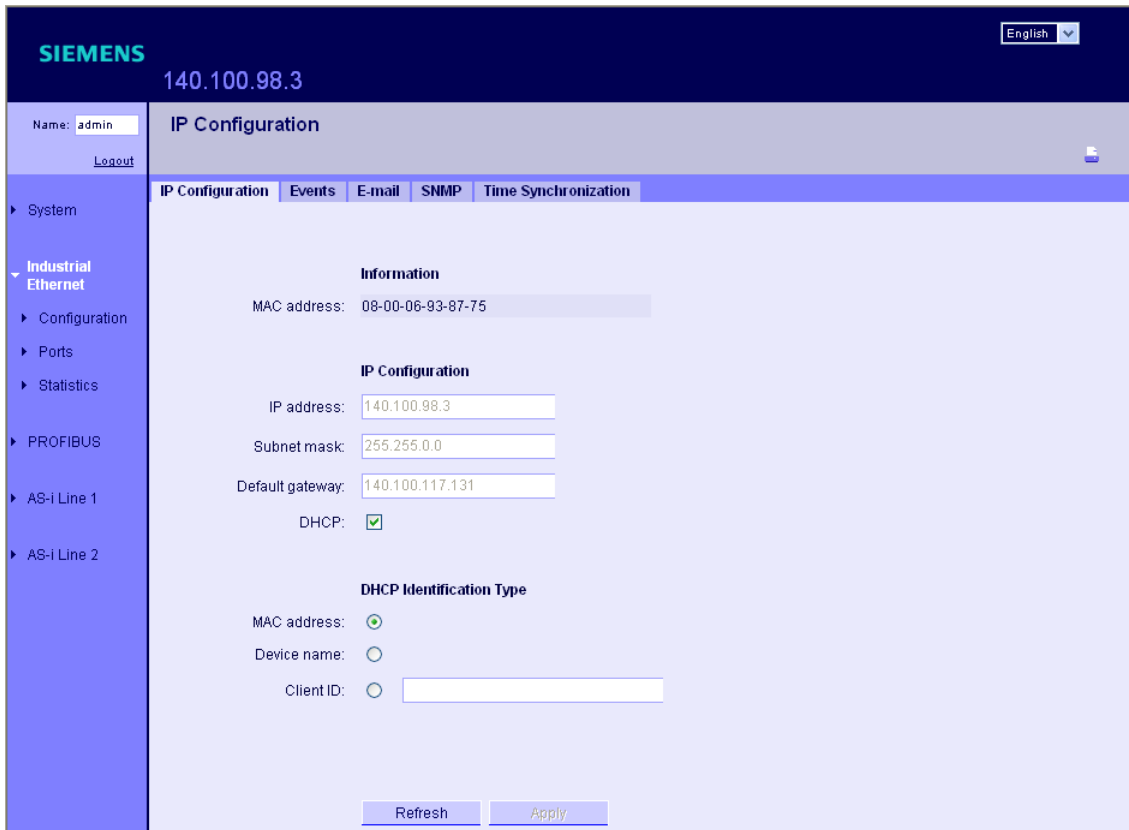 English
SIEMENS
140.100.98.3
Name: admin
Logout
IP Configuration
IP Configuration Events E-mail SNMP Time Synchronization
System
Industrial
Ethernet
Configuration
Ports
Statistics
PROFIBUS
AS-i Line 1
AS-i Line 2
Information
MAC address: 08-00-06-93-87-75
IP Configuration
IP address: 140.100.98.3
Subnet mask: 255.255.0.0
Default gateway: 140.100.117.131
DHCP:
DHCP Identification Type
MAC address:
Device name:
Client ID:
Refresh Apply